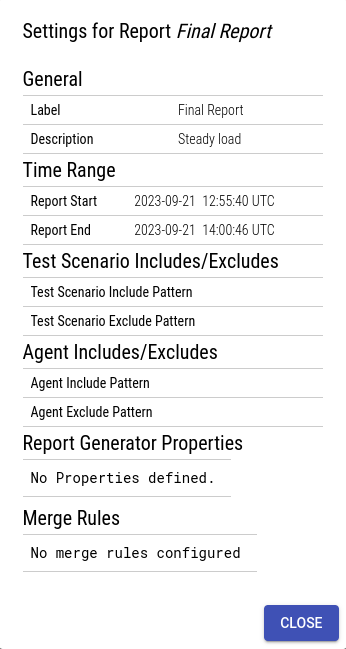 Settings for Report Final Report
General
Label Final Report
Description Steady load
Time Range
Report Start 2023-09-21 12:55:40 UTC
Report End 2023-09-21 14:00:46 UTC
Test Scenario Includes/Excludes
Test Scenario Include Pattern
Test Scenario Exclude Pattern
Agent Includes/Excludes
Agent Include Pattern
Agent Exclude Pattern
Report Generator Properties
No Properties defined.
Merge Rules
No merge rules configured
CLOSE